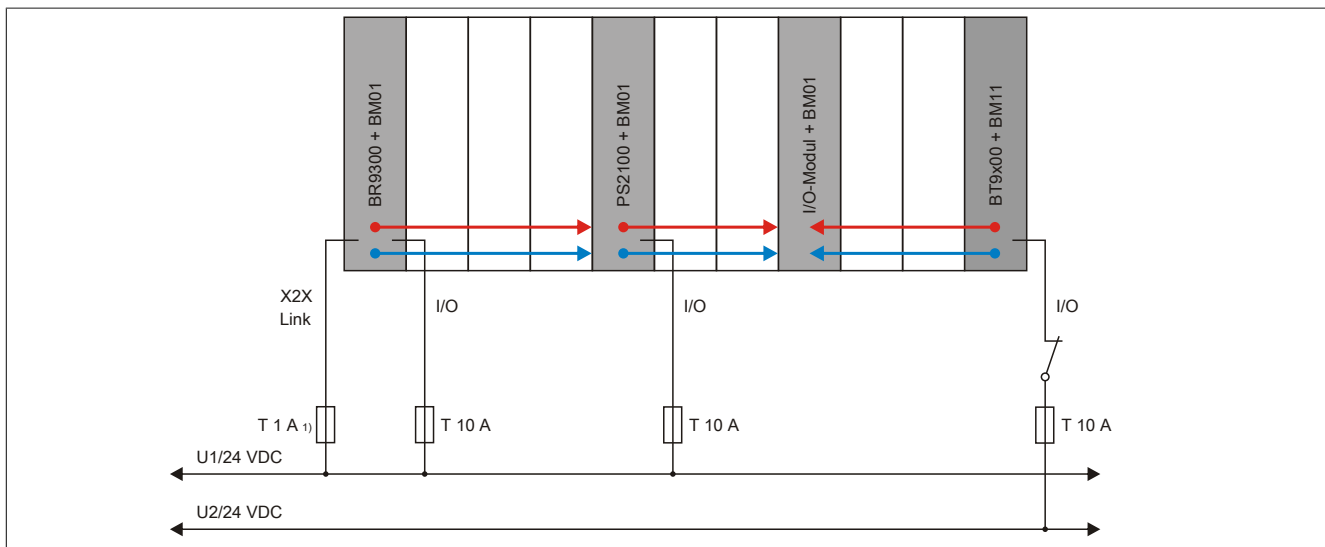 BR9300 + BM01
PS2100 + BM01
I/O-Modul + BM01
BT9x00 + BM11
X2X
Link
I/O
I/O
I/O
T 1 A 1)
T 10 A
T 10 A
T 10 A
U1/24 VDC
U2/24 VDC